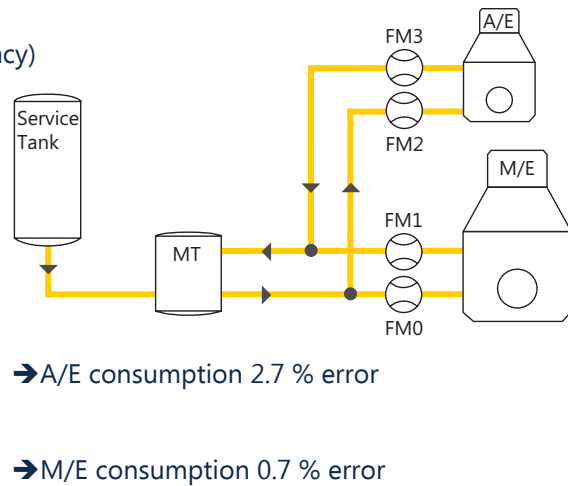 cy)
A/E
FM3
Service
Tank
FM2
M/E
FM1
MT
FM0
➔A/E consumption 2.7 % error
➔M/E consumption 0.7 % error